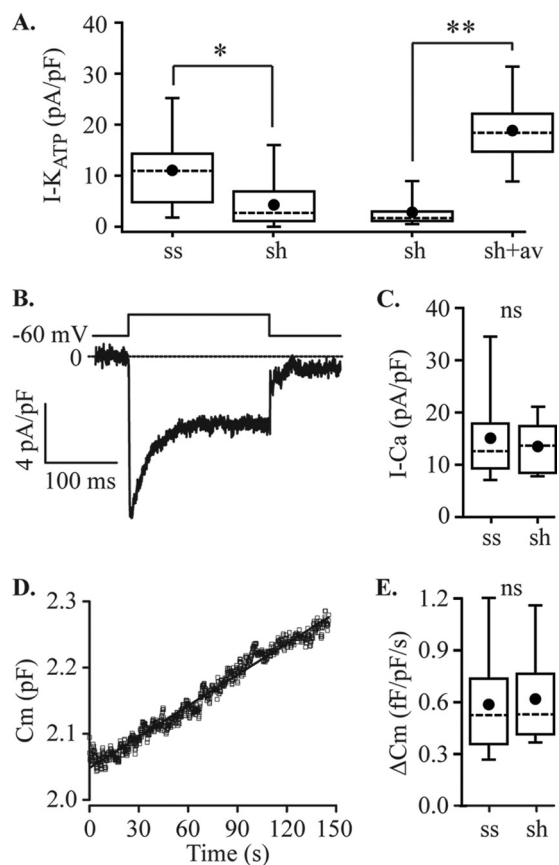 A.
I-K_ATP (pA/pF)
40
30
20
10
0
*
**
ss
sh
sh
sh+av
B.
-60 mV
0
4 pA/pF
100 ms
C.
ns
I-Ca (pA/pF)
40
30
20
10
0
ss
sh
D.
Cm (pF)
2.3
2.2
2.1
2.0
0
30
60
90
120
150
Time (s)
E.
ns
ΔCm (fF/pF/s)
1.2
0.9
0.6
0.3
0.0
ss
sh